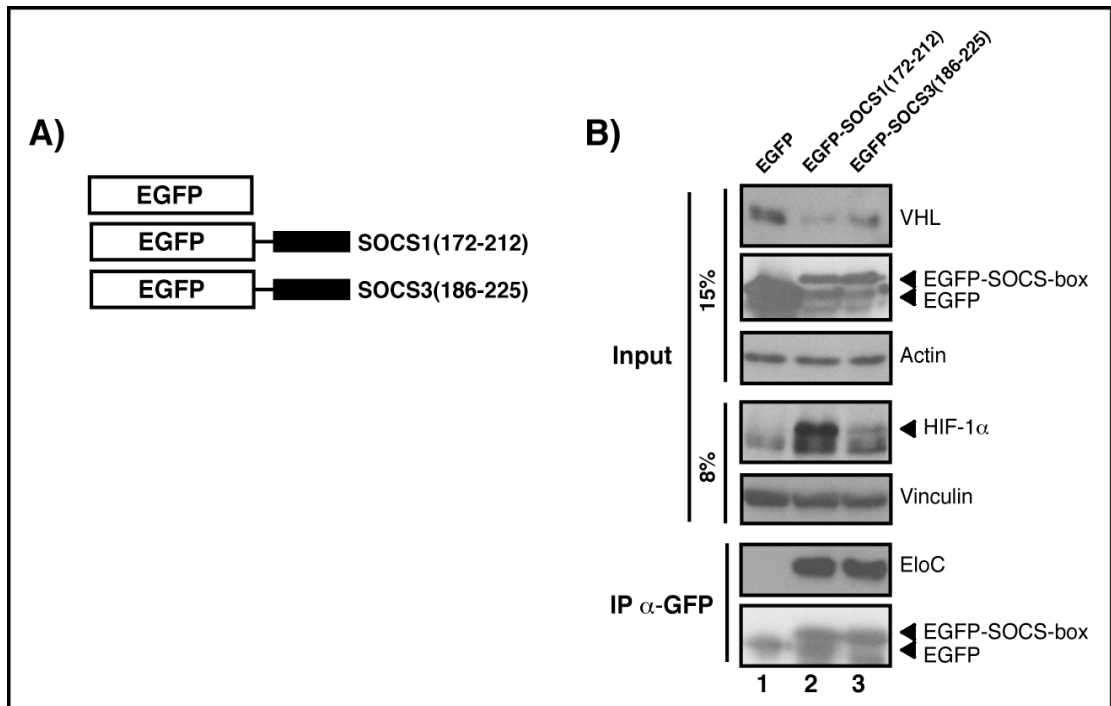 A)
EGFP
EGFP
SOCS1(172-212)
EGFP
SOCS3(186-225)
B)
EGFP
EGFP-SOCS1(172-212)
EGFP-SOCS3(186-225)
Input
15%
VHL
EGFP-SOCS-box
EGFP
Actin
8%
HIF-1α
Vinculin
IP α-GFP
EloC
EGFP-SOCS-box
EGFP
1 2 3